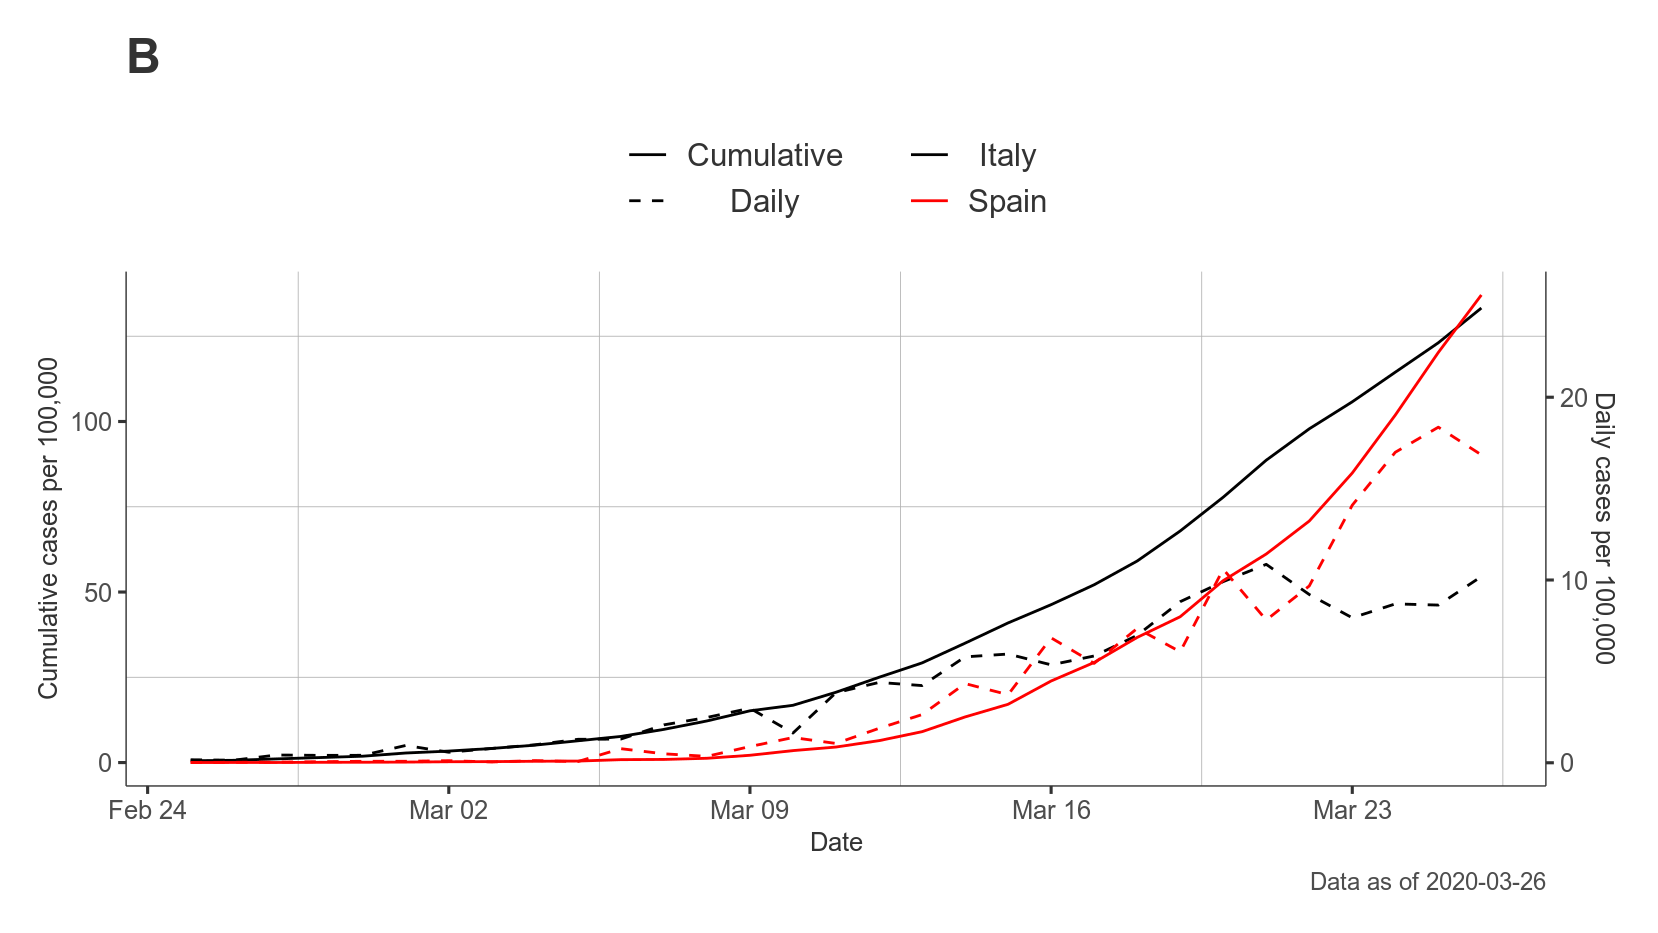 B
Cumulative
Italy
Daily
Spain
Cumulative cases per 100,000
100
50
0
20
10
0
Daily cases per 100,000
Feb 24
Mar 02
Mar 09
Mar 16
Mar 23
Date
Data as of 2020-03-26